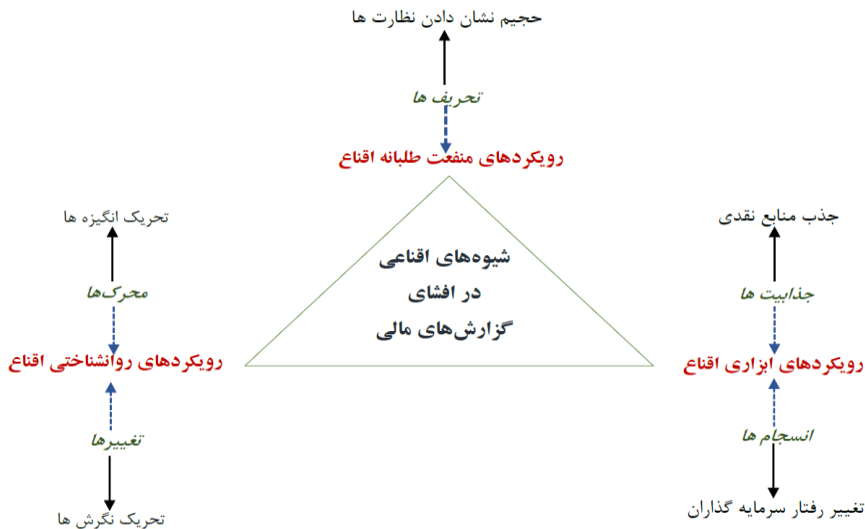 حجیم نشان دادن نظارت ها
تحریف ها
رویکردهای منفعت طلبانه اقناع
جذب منابع نقدی
جذابیت ها
رویکردهای ابزاری اقناع
انسجام ها
تغییر رفتار سرمایه گذاران
شیوه‌های اقناعی
در افشای
گزارش‌های مالی
تحریک انگیزه ها
محرک‌ها
رویکردهای روانشناختی اقناع
تغییرها
تحریک نگرش ها